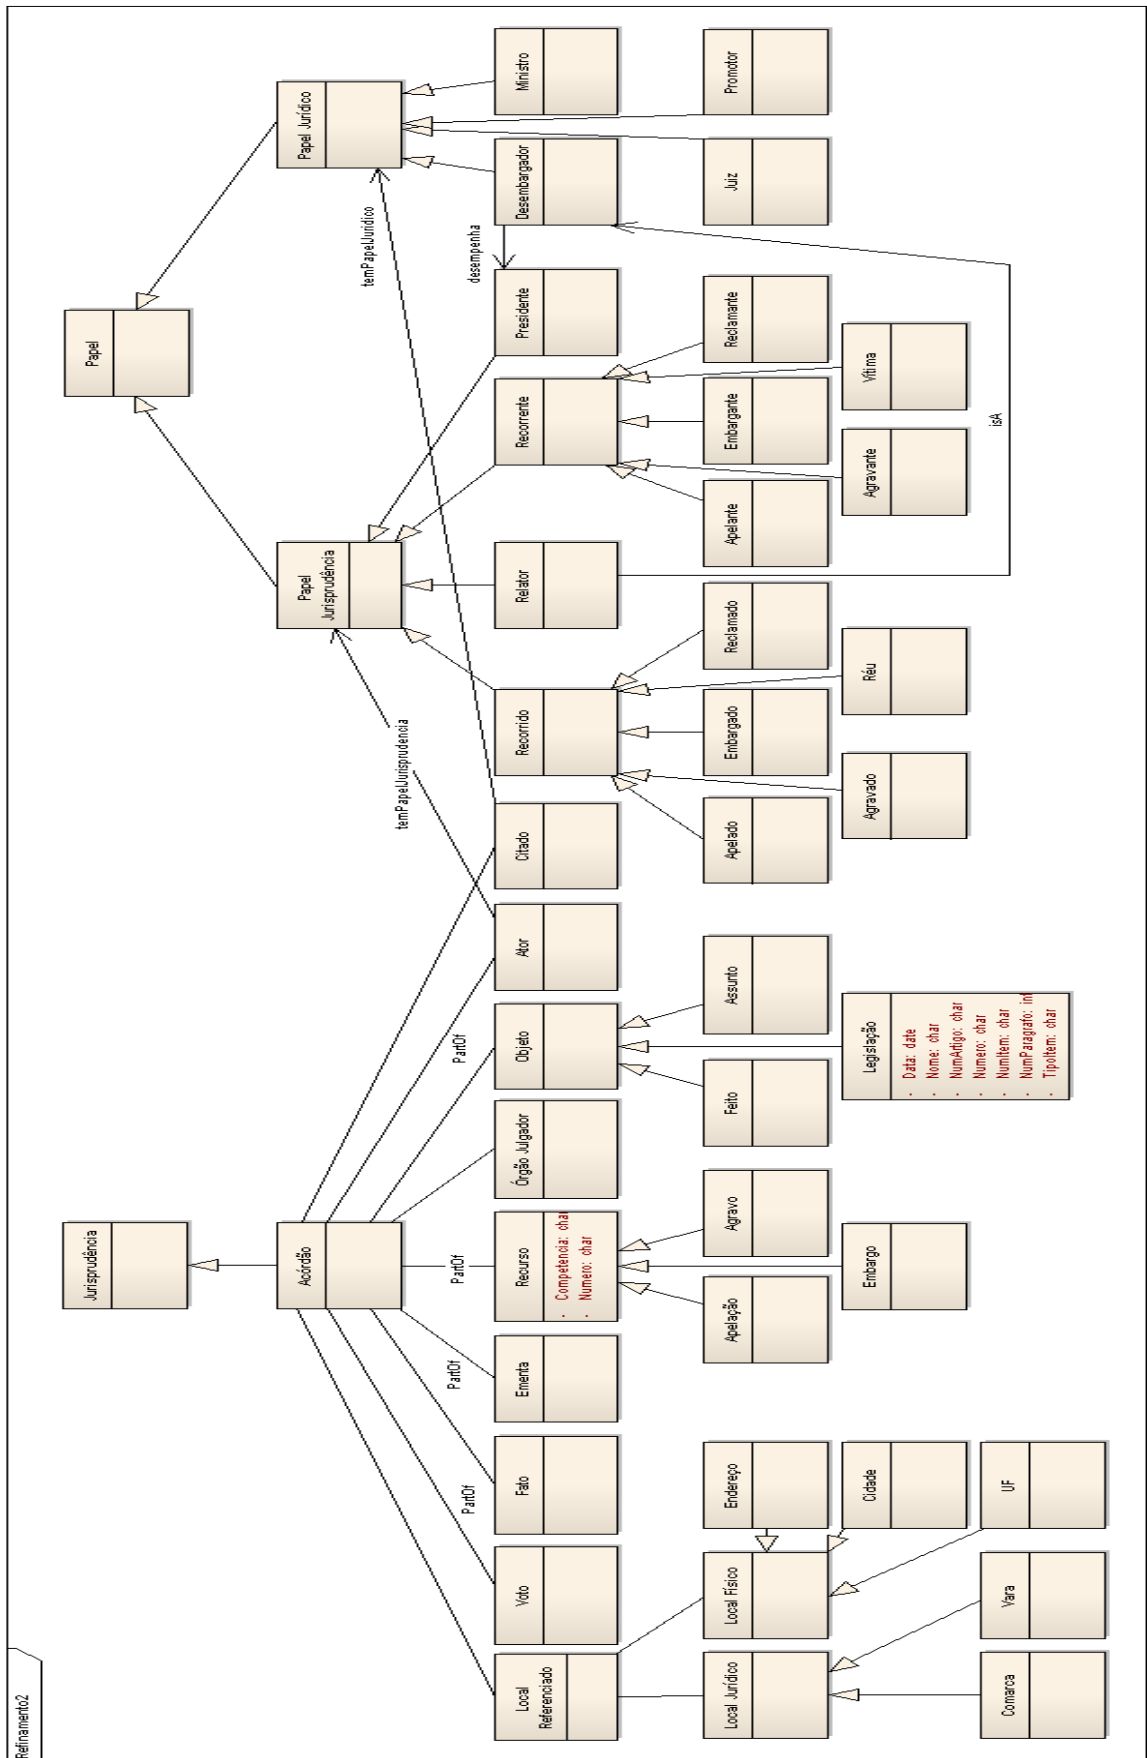 Refinamento2
Jurisprudência
Papel
Acórdão
Papel
Jurisprudência
Papel Jurídico
temPapelJurisprudencia
temPapelJurídico
PartOf
PartOf
PartOf
PartOf
desempenha
Local
Referenciado
Voto
Fato
Ementa
Recurso
- Competencia: char
- Numero: char
Órgão Julgador
Objeto
Ator
Citado
Recorrido
Relator
Recorrente
Presidente
Desembargador
Ministro
Local Jurídico
Local Físico
Endereço
Apelação
Agravo
Feito
Assunto
Apelado
Embargado
Reclamado
Apelante
Embargante
Reclamante
Juiz
Promotor
Cidade
Embargo
Legislação
- Data: date
- Nome: char
- NumArtigo: char
- Numero: char
- NumItem: char
- NumParagrafo: int
- TipoItem: char
Agravado
Réu
Agravante
Vítima
Comarca
Vara
UF
isA